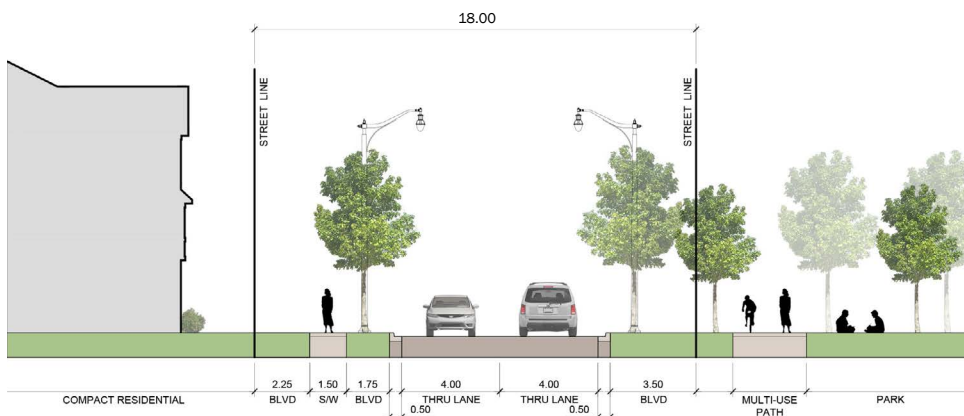 18.00
STREET LINE
STREET LINE
2.25
1.50
1.75
4.00
4.00
3.50
COMPACT RESIDENTIAL
BLVD
S/W
BLVD
THRU LANE
THRU LANE
BLVD
MULTI-USE
PATH
PARK
0.50
0.50